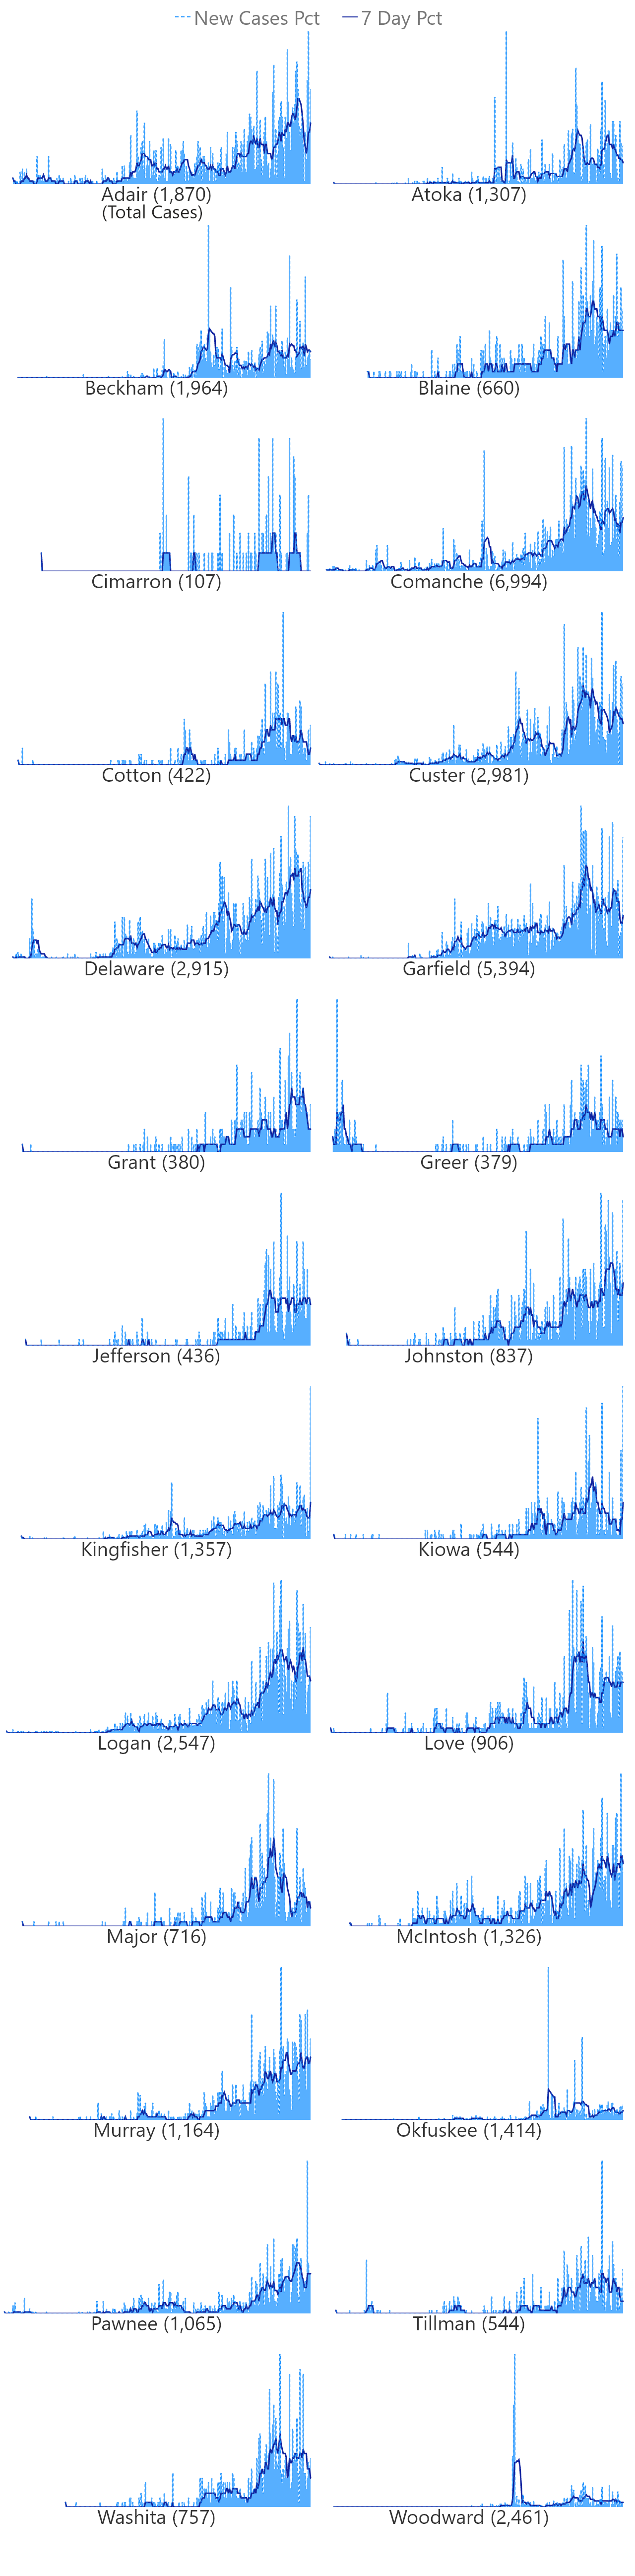 New Cases Pct 7 Day Pct
Adair (1,870) Atoka (1,307)
(Total Cases)
Beckham (1,964) Blaine (660)
Cimarron (107) Comanche (6,994)
Cotton (422) Custer (2,981)
Delaware (2,915) Garfield (5,394)
Grant (380) Greer (379)
Jefferson (436) Johnston (837)
Kingfisher (1,357) Kiowa (544)
Logan (2,547) Love (906)
Major (716) McIntosh (1,326)
Murray (1,164) Okfuskee (1,414)
Pawnee (1,065) Tillman (544)
Washita (757) Woodward (2,461)